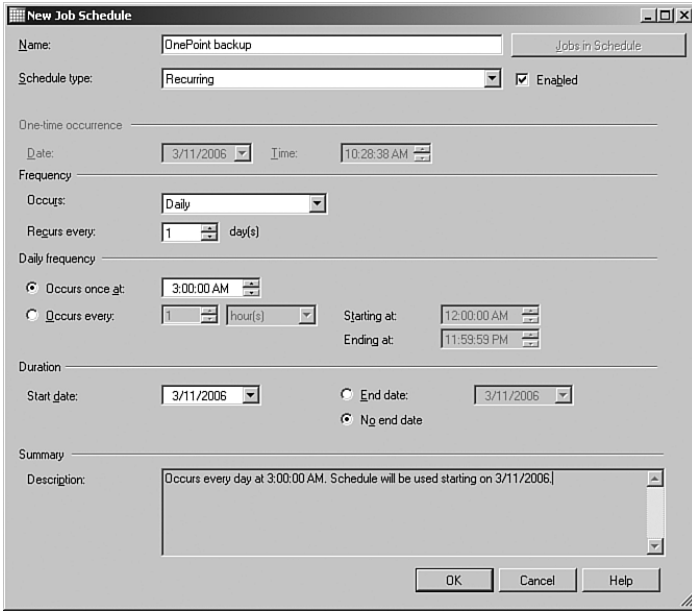 New Job Schedule
Name: OnePoint backup Jobs in Schedule
Schedule type: Recurring Enabled
One-time occurrence
Date: 3/11/2006 Time: 10:28:38 AM
Frequency
Occurs: Daily
Recurs every: 1 day(s)
Daily frequency
Occurs once at: 3:00:00 AM
Occurs every: 1 hour(s) Starting at: 12:00:00 AM
Ending at: 11:59:59 PM
Duration
Start date: 3/11/2006 End date: 3/11/2006
No end date
Summary
Description: Occurs every day at 3:00:00 AM. Schedule will be used starting on 3/11/2006.
OK Cancel Help